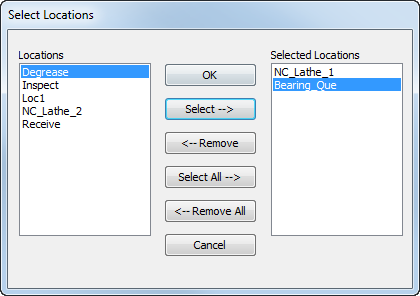 Select Locations
Locations
Degrease
Inspect
Loc1
NC_Lathe_2
Receive
OK
Select -->
<-- Remove
Select All -->
<-- Remove All
Cancel
Selected Locations
NC_Lathe_1
Bearing_Que